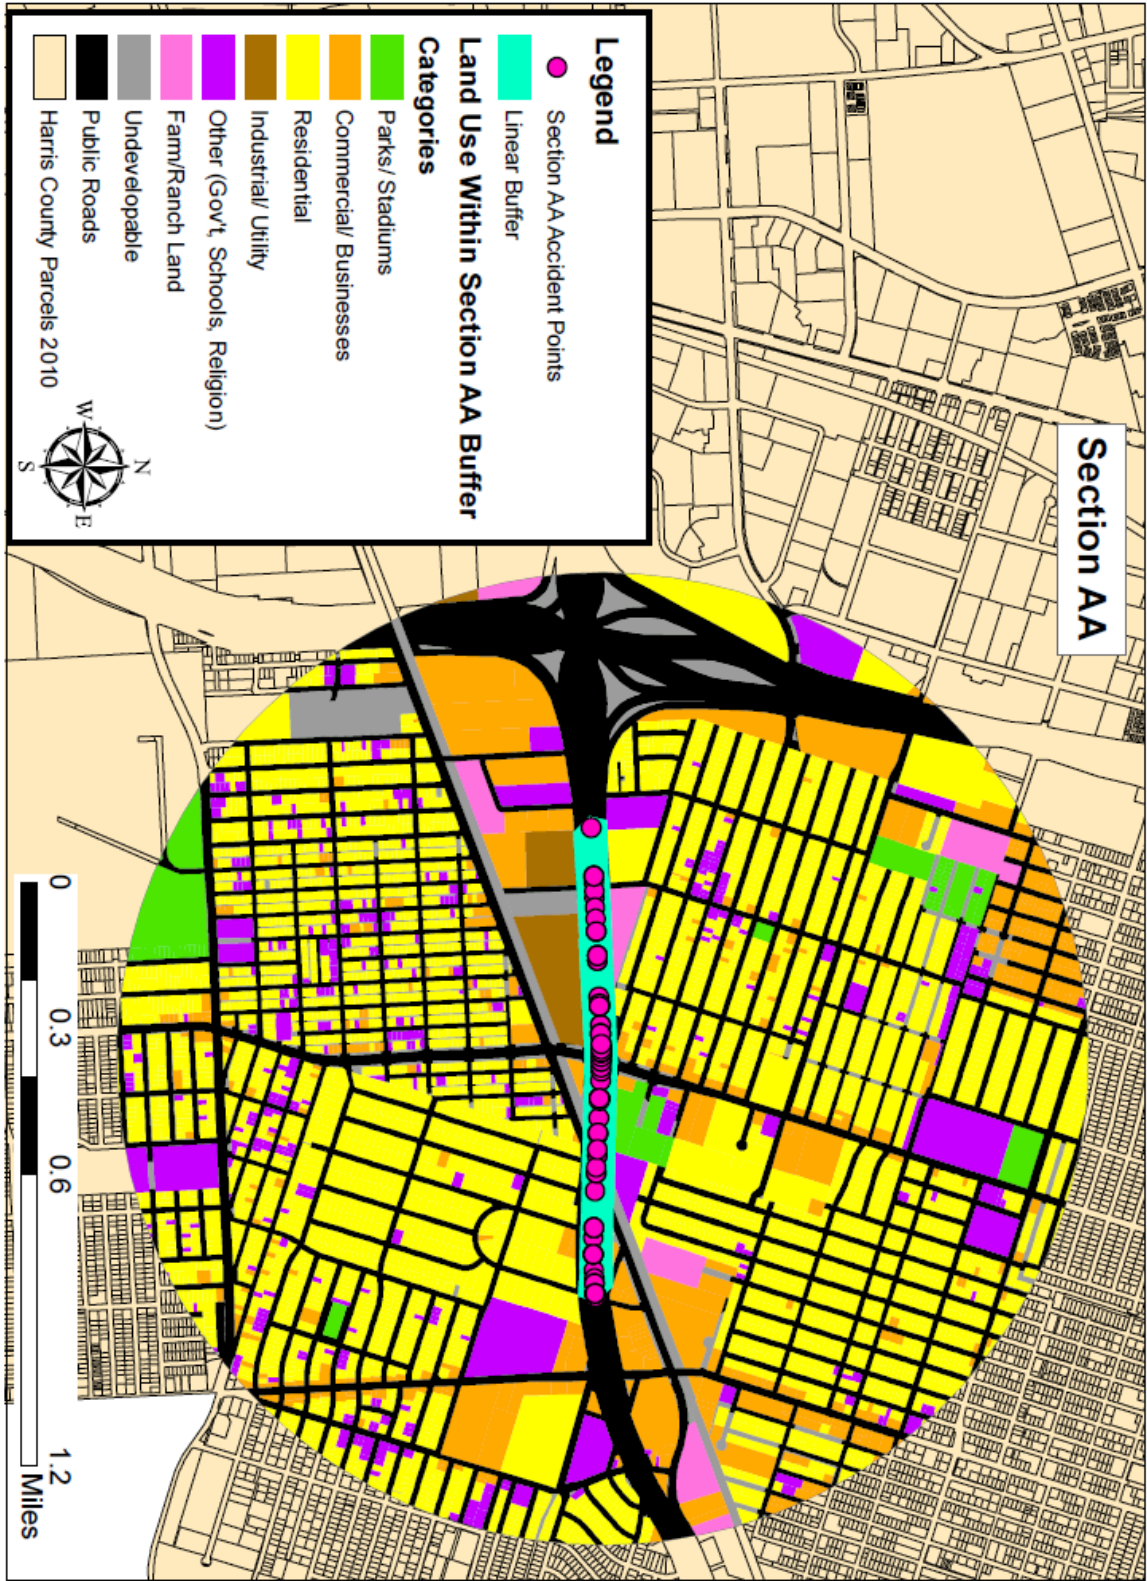 Section AA
Legend
Section AA Accident Points
Linear Buffer
Land Use Within Section AA Buffer
Categories
Parks/ Stadiums
Commercial/ Businesses
Residential
Industrial/ Utility
Other (Gov't, Schools, Religion)
Farm/Ranch Land
Undevelopable
Public Roads
Harris County Parcels 2010
N
W
E
S
0 0.3 0.6 1.2
Miles